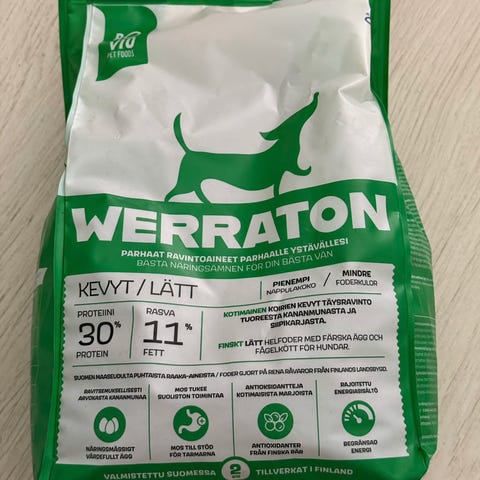 VIÖ
PET FOODS
WERRATON
PARHAAT RAVINTOAINEET PARHAALLE YSTÄVÄLLESI
BÄSTA NÄRINGSÄMNEN FÖR DIN BÄSTA VÄN
KEVYT / LÄTT
PIENEMPI / MINDRE
NAPPULAKOKO / FODERKULOR
PROTEIINI
30%
PROTEIN
RASVA
11%
FETT
KOTIMAINEN KOIRIEN KEVYT TÄYSRAVINTO
TUOREESTA KANANMUNASTA JA
SIIPIKARJASTA.
FINSKT LÄTT HELFODER MED FÄRSKA ÄGG OCH
FÅGELKÖTT FÖR HUNDAR.
SUOMEN MAASEUDULTA PUHTAISTA RAAKA-AINEISTA / FODER GJORT PÅ RENA RÅVAROR FRÅN FINLANDS LANDSBYGD.
RAVITSEMUKSELLISESTI
ARVOKASTA KANANMUNAA
NÄRINGSMÄSSIGT
VÄRDEFULLT ÄGG
MOS TUKEE
SUOLISTON TOIMINTAA
MOS TILL STÖD
FÖR TARMARNA
ANTIOKSIDANTTEJA
KOTIMAISISTA MARJOISTA
ANTIOXIDANTER
FRÅN FINSKA BÄR
RAJOITETTU
ENERGIASISÄLTÖ
BEGRÄNSAD
ENERGI
VALMISTETTU SUOMESSA 2 TILLVERKAT I FINLAND